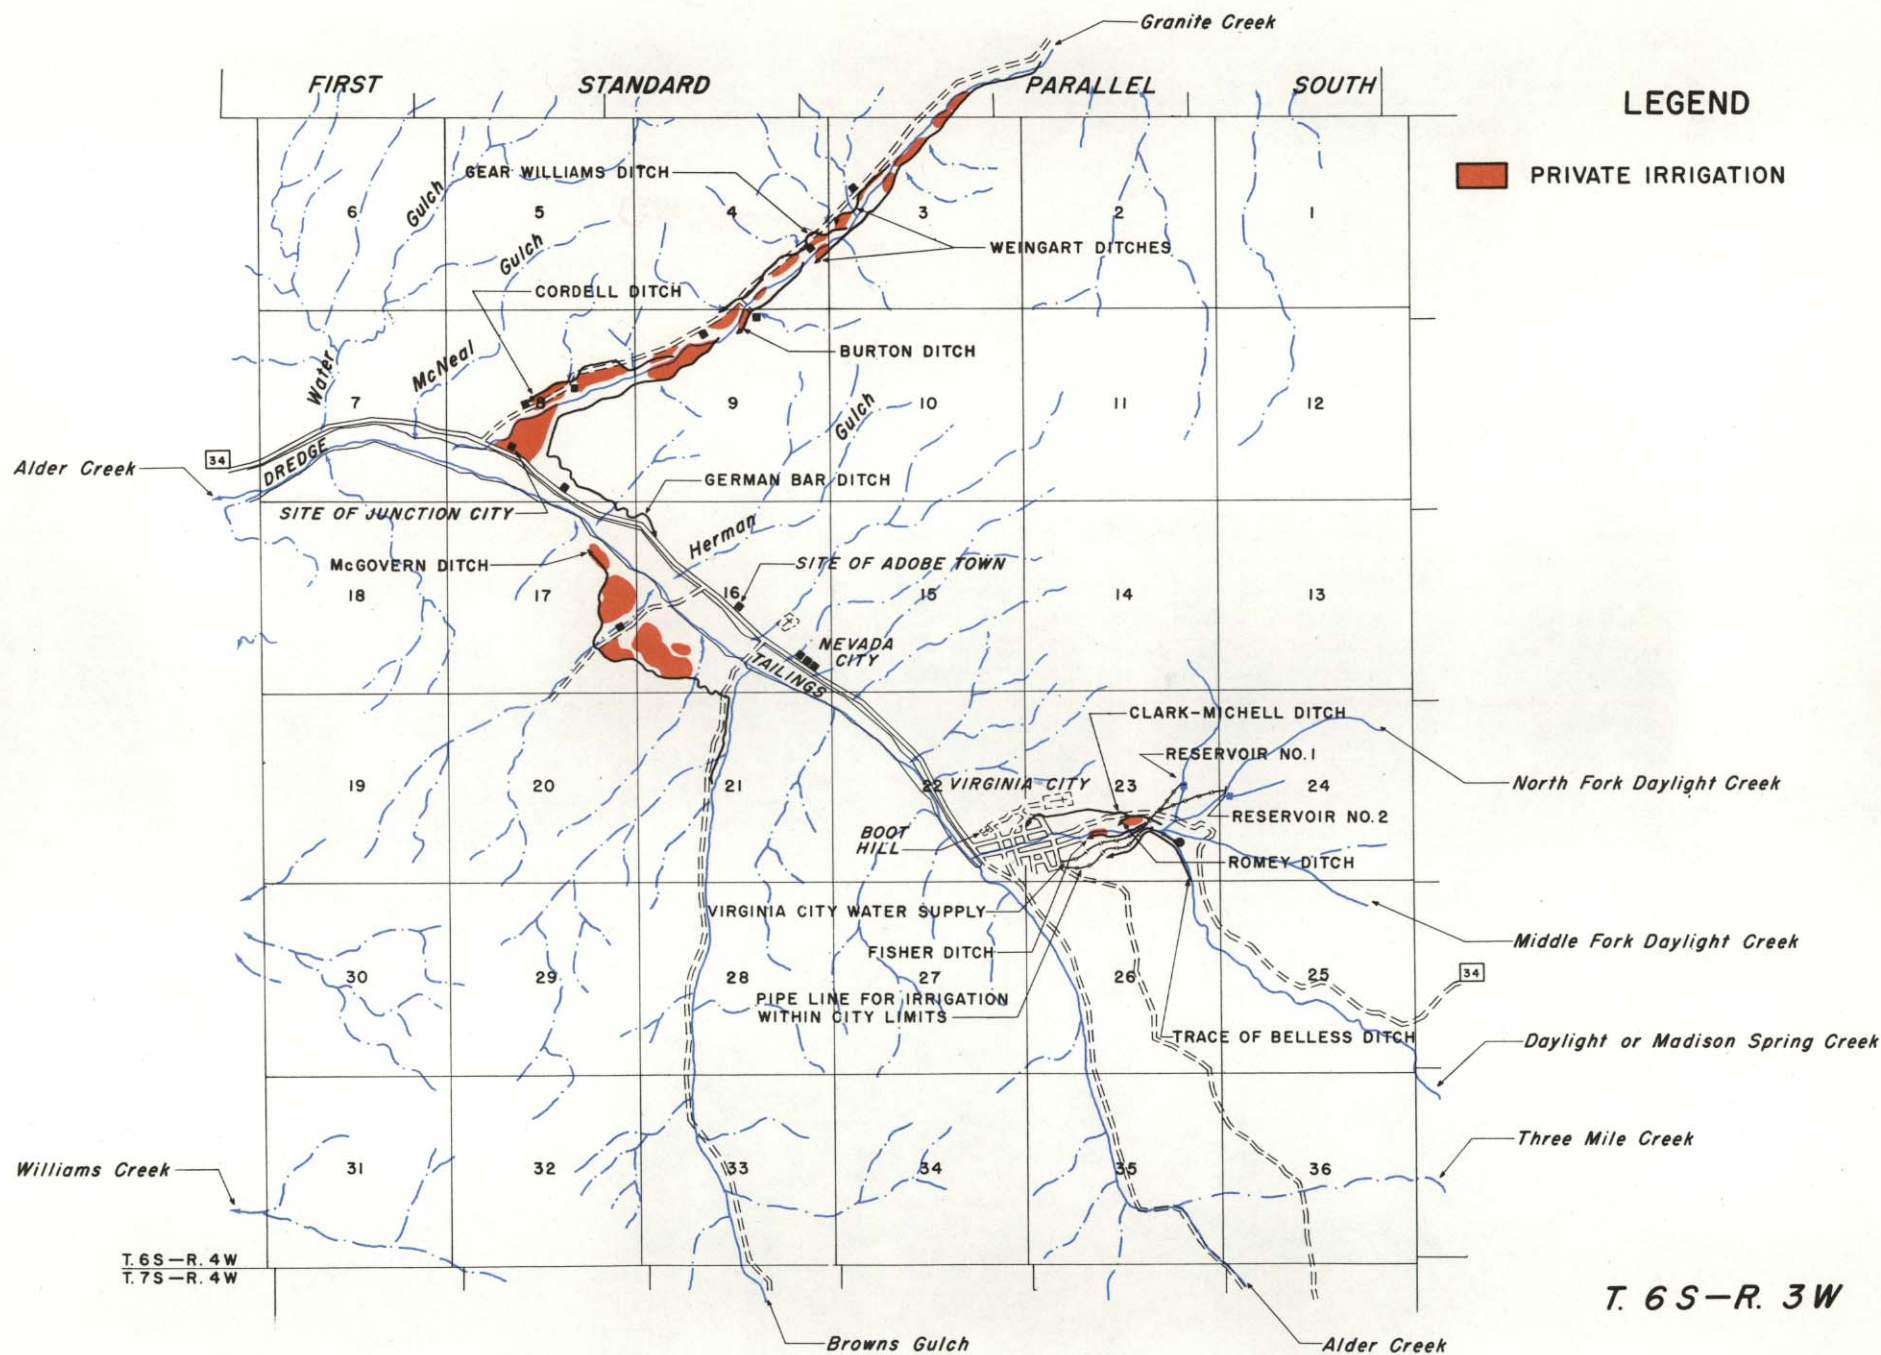 Granite Creek
FIRST STANDARD PARALLEL SOUTH
LEGEND
PRIVATE IRRIGATION
GEAR WILLIAMS DITCH
6 5 4 3 2 1
Gulch
Gulch
WEINGART DITCHES
CORDELL DITCH
BURTON DITCH
Water
McNeal
7 8 9 10 11 12
Gulch
34
DREDGE
Alder Creek
GERMAN BAR DITCH
SITE OF JUNCTION CITY
Herman
McGOVERN DITCH
SITE OF ADOBE TOWN
18 17 16 15 14 13
NEVADA
CITY
TAILINGS
CLARK-MICHELL DITCH
RESERVOIR NO. 1
19 20 21 22 23 24
VIRGINIA CITY
North Fork Daylight Creek
RESERVOIR NO. 2
BOOT
HILL
ROMEY DITCH
VIRGINIA CITY WATER SUPPLY
FISHER DITCH
Middle Fork Daylight Creek
30 29 28 27 26 25
34
PIPE LINE FOR IRRIGATION
WITHIN CITY LIMITS
TRACE OF BELLESS DITCH
Daylight or Madison Spring Creek
Three Mile Creek
Williams Creek
31 32 33 34 35 36
T. 6 S-R. 4 W
T. 7 S-R. 4 W
T. 6 S-R. 3 W
Browns Gulch
Alder Creek